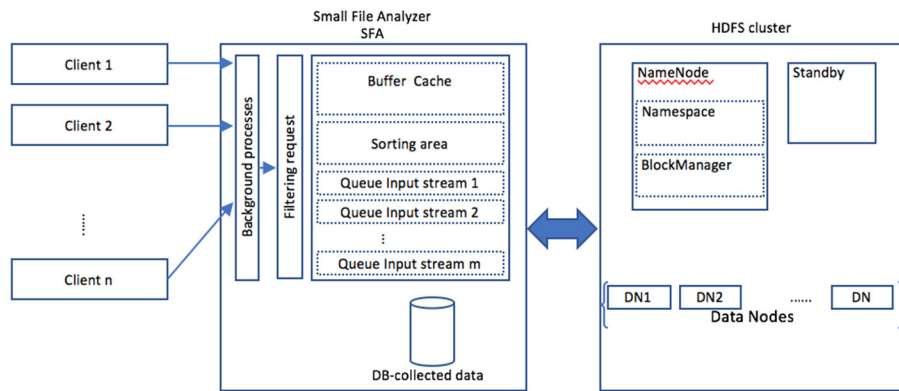 Small File Analyzer
SFA
HDFS cluster
Client 1
Client 2
Client n
Background processes
Filtering request
Buffer Cache
Sorting area
Queue Input stream 1
Queue Input stream 2
Queue Input stream m
DB-collected data
NameNode
Namespace
BlockManager
Standby
DN1
DN2
......
DN
Data Nodes